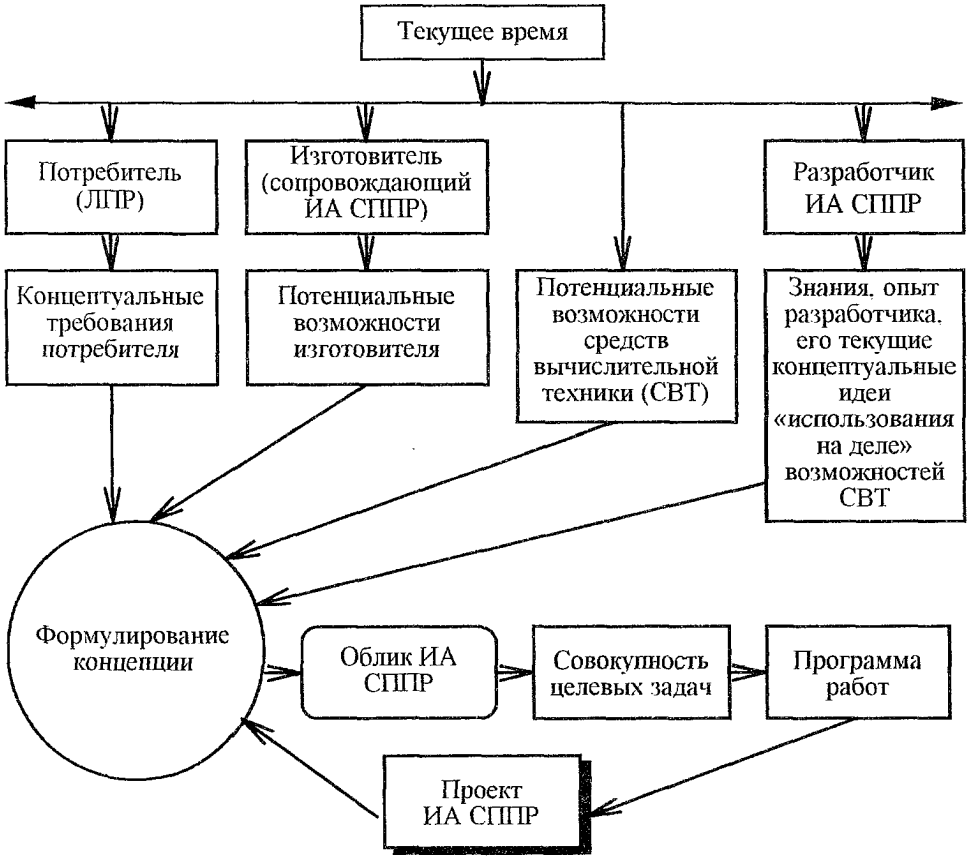 Текущее время
Потребитель
(ЛПР)
Изготовитель
(сопровождающий
ИА СППР)
Разработчик
ИА СППР
Концептуальные
требования
потребителя
Потенциальные
возможности
изготовителя
Потенциальные
возможности
средств
вычислительной
техники (СВТ)
Знания, опыт
разработчика,
его текущие
концептуальные
идеи
«использования
на деле»
возможностей
СВТ
Формулирование
концепции
Облик ИА
СППР
Совокупность
целевых задач
Программа
работ
Проект
ИА СППР